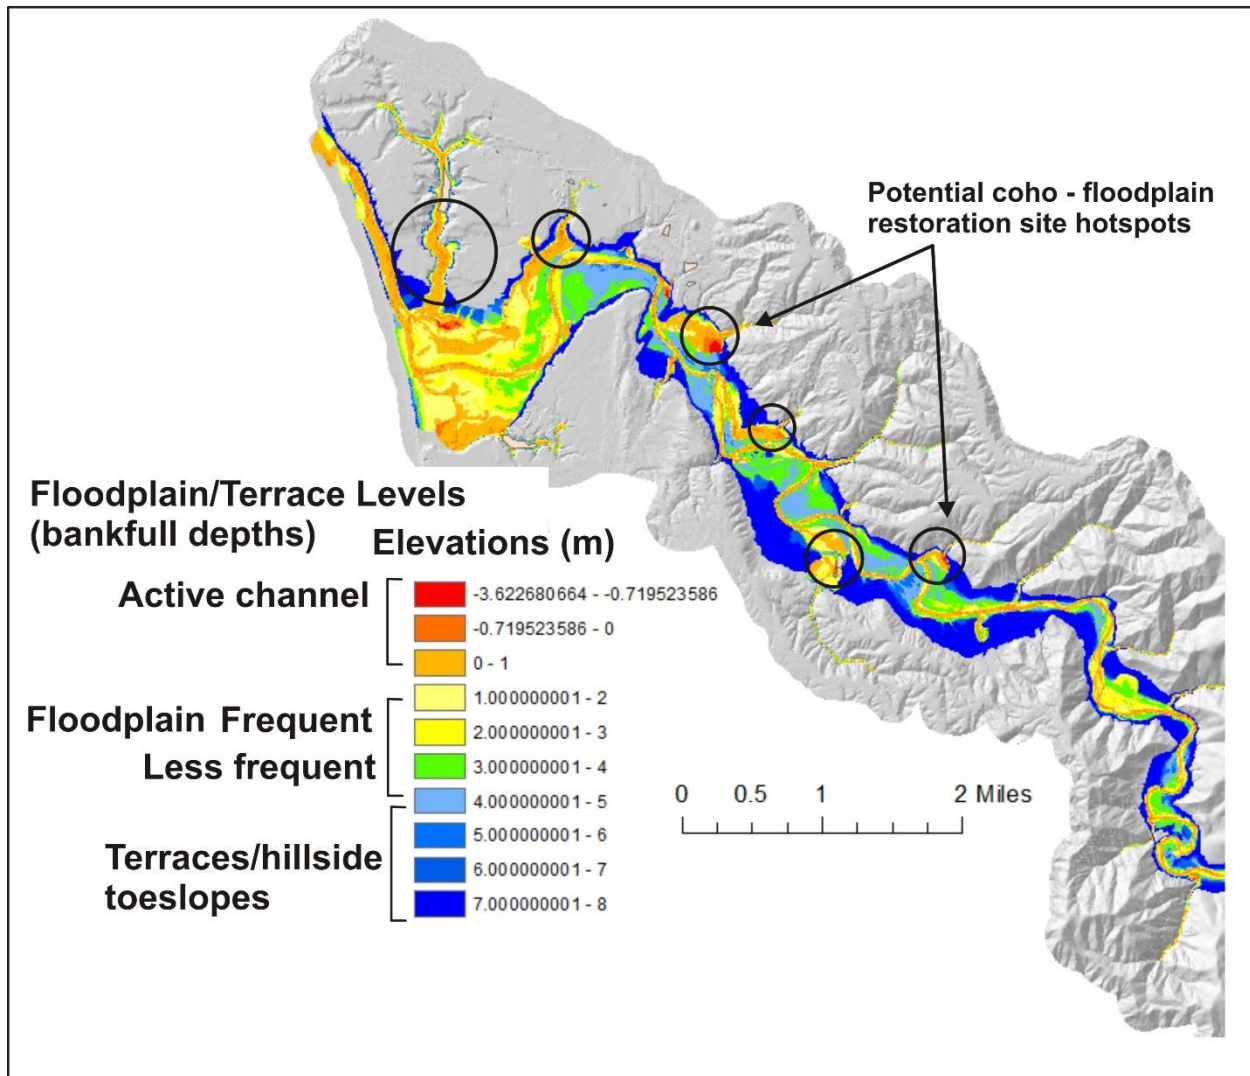 Potential coho - floodplain
restoration site hotspots
Floodplain/Terrace Levels
(bankfull depths)
Elevations (m)
Active channel
-3.622680664 - -0.719523586
-0.719523586 - 0
0 - 1
Floodplain Frequent
1.000000001 - 2
2.000000001 - 3
Less frequent
3.000000001 - 4
4.000000001 - 5
Terraces/hillside
toeslopes
5.000000001 - 6
6.000000001 - 7
7.000000001 - 8
0 0.5 1 2 Miles